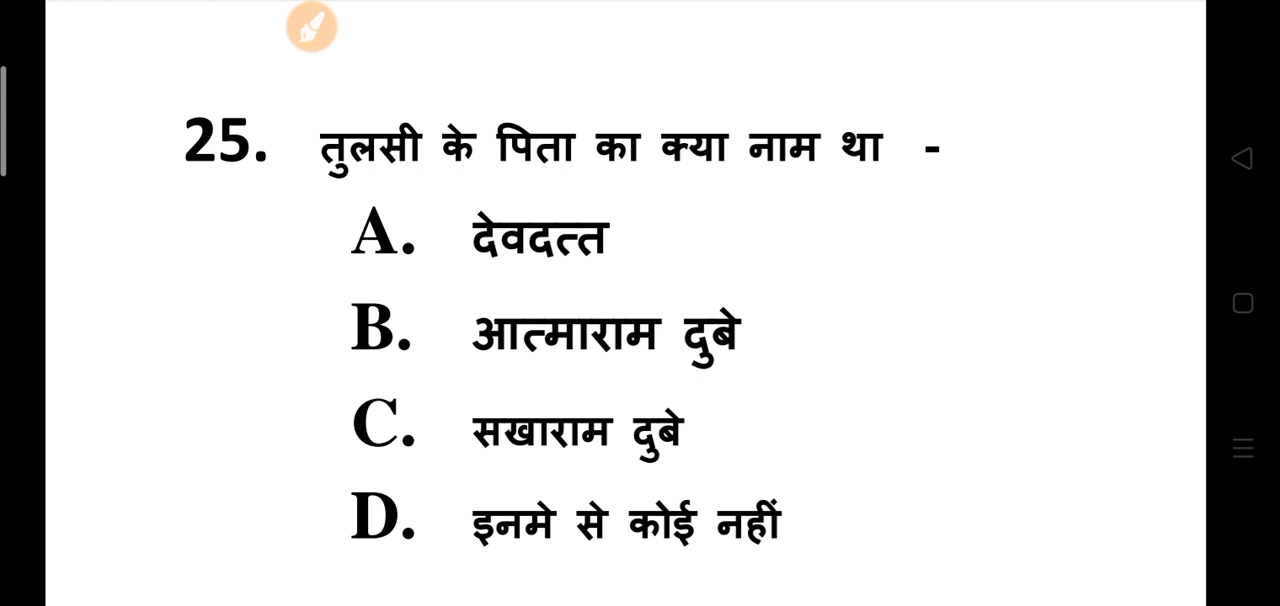 25. तुलसी के पिता का क्या नाम था -
A. देवदत्त
B. आत्माराम दुबे
C. सखाराम दुबे
D. इनमे से कोई नहीं